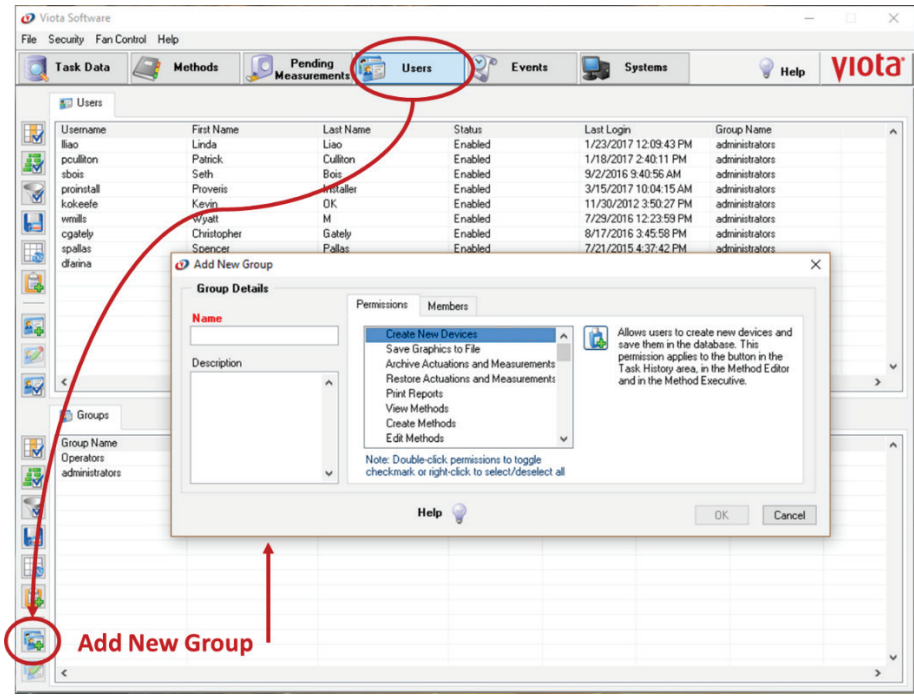 Viota Software
File Security Fan Control Help
Task Data Methods Pending Measurements Users Events Systems Help VIOTA
Users
Username First Name Last Name Status Last Login Group Name
lliao Linda Liao Enabled 1/23/2017 12:09:43 PM administrators
pculliton Patrick Culliton Enabled 1/18/2017 2:40:11 PM administrators
sbois Seth Bois Enabled 9/2/2016 9:40:56 AM administrators
proinstall Proveris Installer Enabled 3/15/2017 10:04:15 AM administrators
kokeefe Kevin OK Enabled 11/30/2012 3:50:27 PM administrators
wmills Wyatt M Enabled 7/29/2016 12:23:59 PM administrators
cgately Christopher Gately Enabled 8/17/2016 3:45:58 PM administrators
spallas Spencer Pallas Enabled 7/21/2015 4:37:42 PM administrators
dfarina
Add New Group
Group Details
Name
Description
Permissions Members
Create New Devices
Save Graphics to File
Archive Actuations and Measurements
Restore Actuations and Measurements
Print Reports
View Methods
Create Methods
Edit Methods
Note: Double-click permissions to toggle
checkmark or right-click to select/deselect all
Allows users to create new devices and
save them in the database. This
permission applies to the button in the
Task History area, in the Method Editor
and in the Method Executive.
Help OK Cancel
Groups
Group Name
Operators
administrators
Add New Group